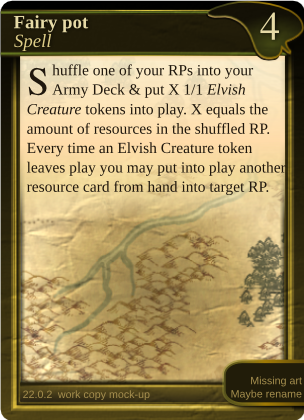 Fairy pot
Spell
4
Shuffle one of your RPs into your
Army Deck & put X 1/1 Elvish
Creature tokens into play. X equals the
amount of resources in the shuffled RP.
Every time an Elvish Creature token
leaves play you may put into play another
resource card from hand into target RP.
Missing art
22.0.2 work copy mock-up
Maybe rename